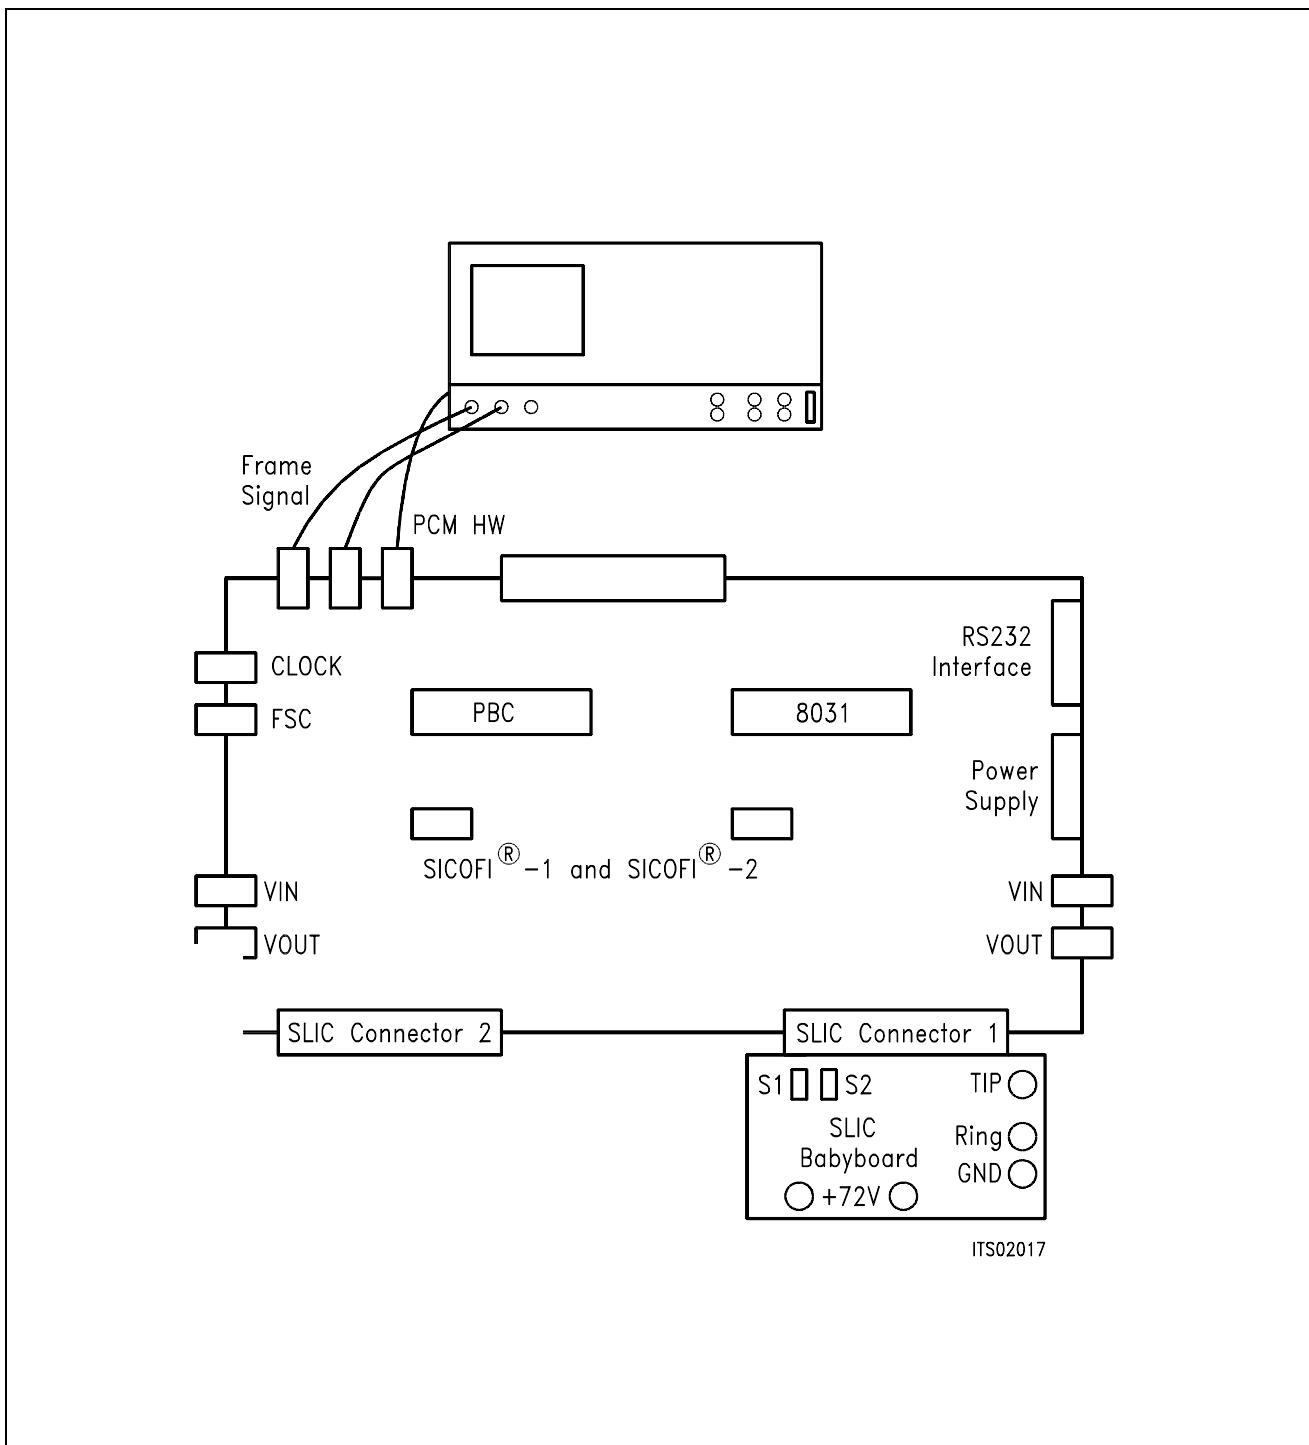 Frame
Signal
PCM HW
RS232
Interface
CLOCK
FSC
PBC
8031
Power
Supply
SICOFI®-1 and SICOFI®-2
VIN
VIN
VOUT
VOUT
SLIC Connector 2
SLIC Connector 1
S1
S2
TIP
SLIC
Babyboard
Ring
GND
+72V
ITS02017